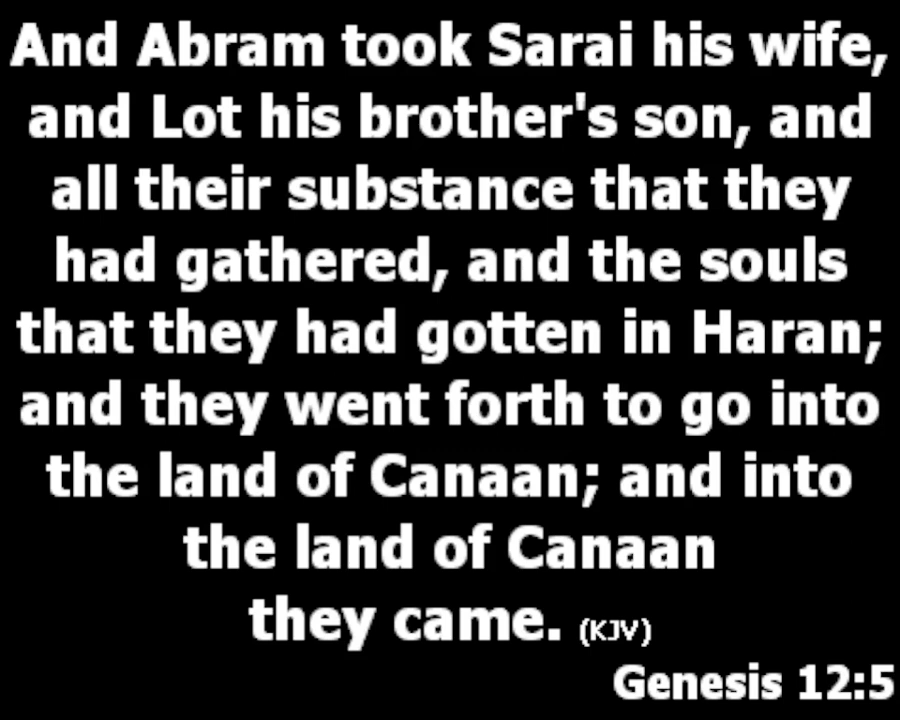 And Abram took Sarai his wife,
and Lot his brother's son, and
all their substance that they
had gathered, and the souls
that they had gotten in Haran;
and they went forth to go into
the land of Canaan; and into
the land of Canaan
they came. (KJV)
Genesis 12:5